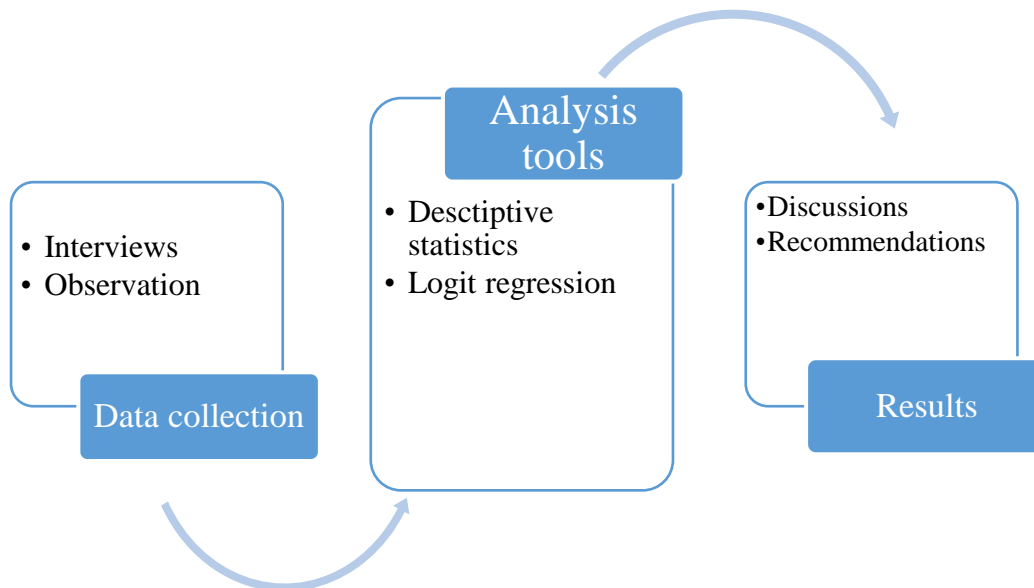 • Interviews
• Observation
Data collection
Analysis
tools
• Desctiptive
statistics
• Logit regression
•Discussions
•Recommendations
Results